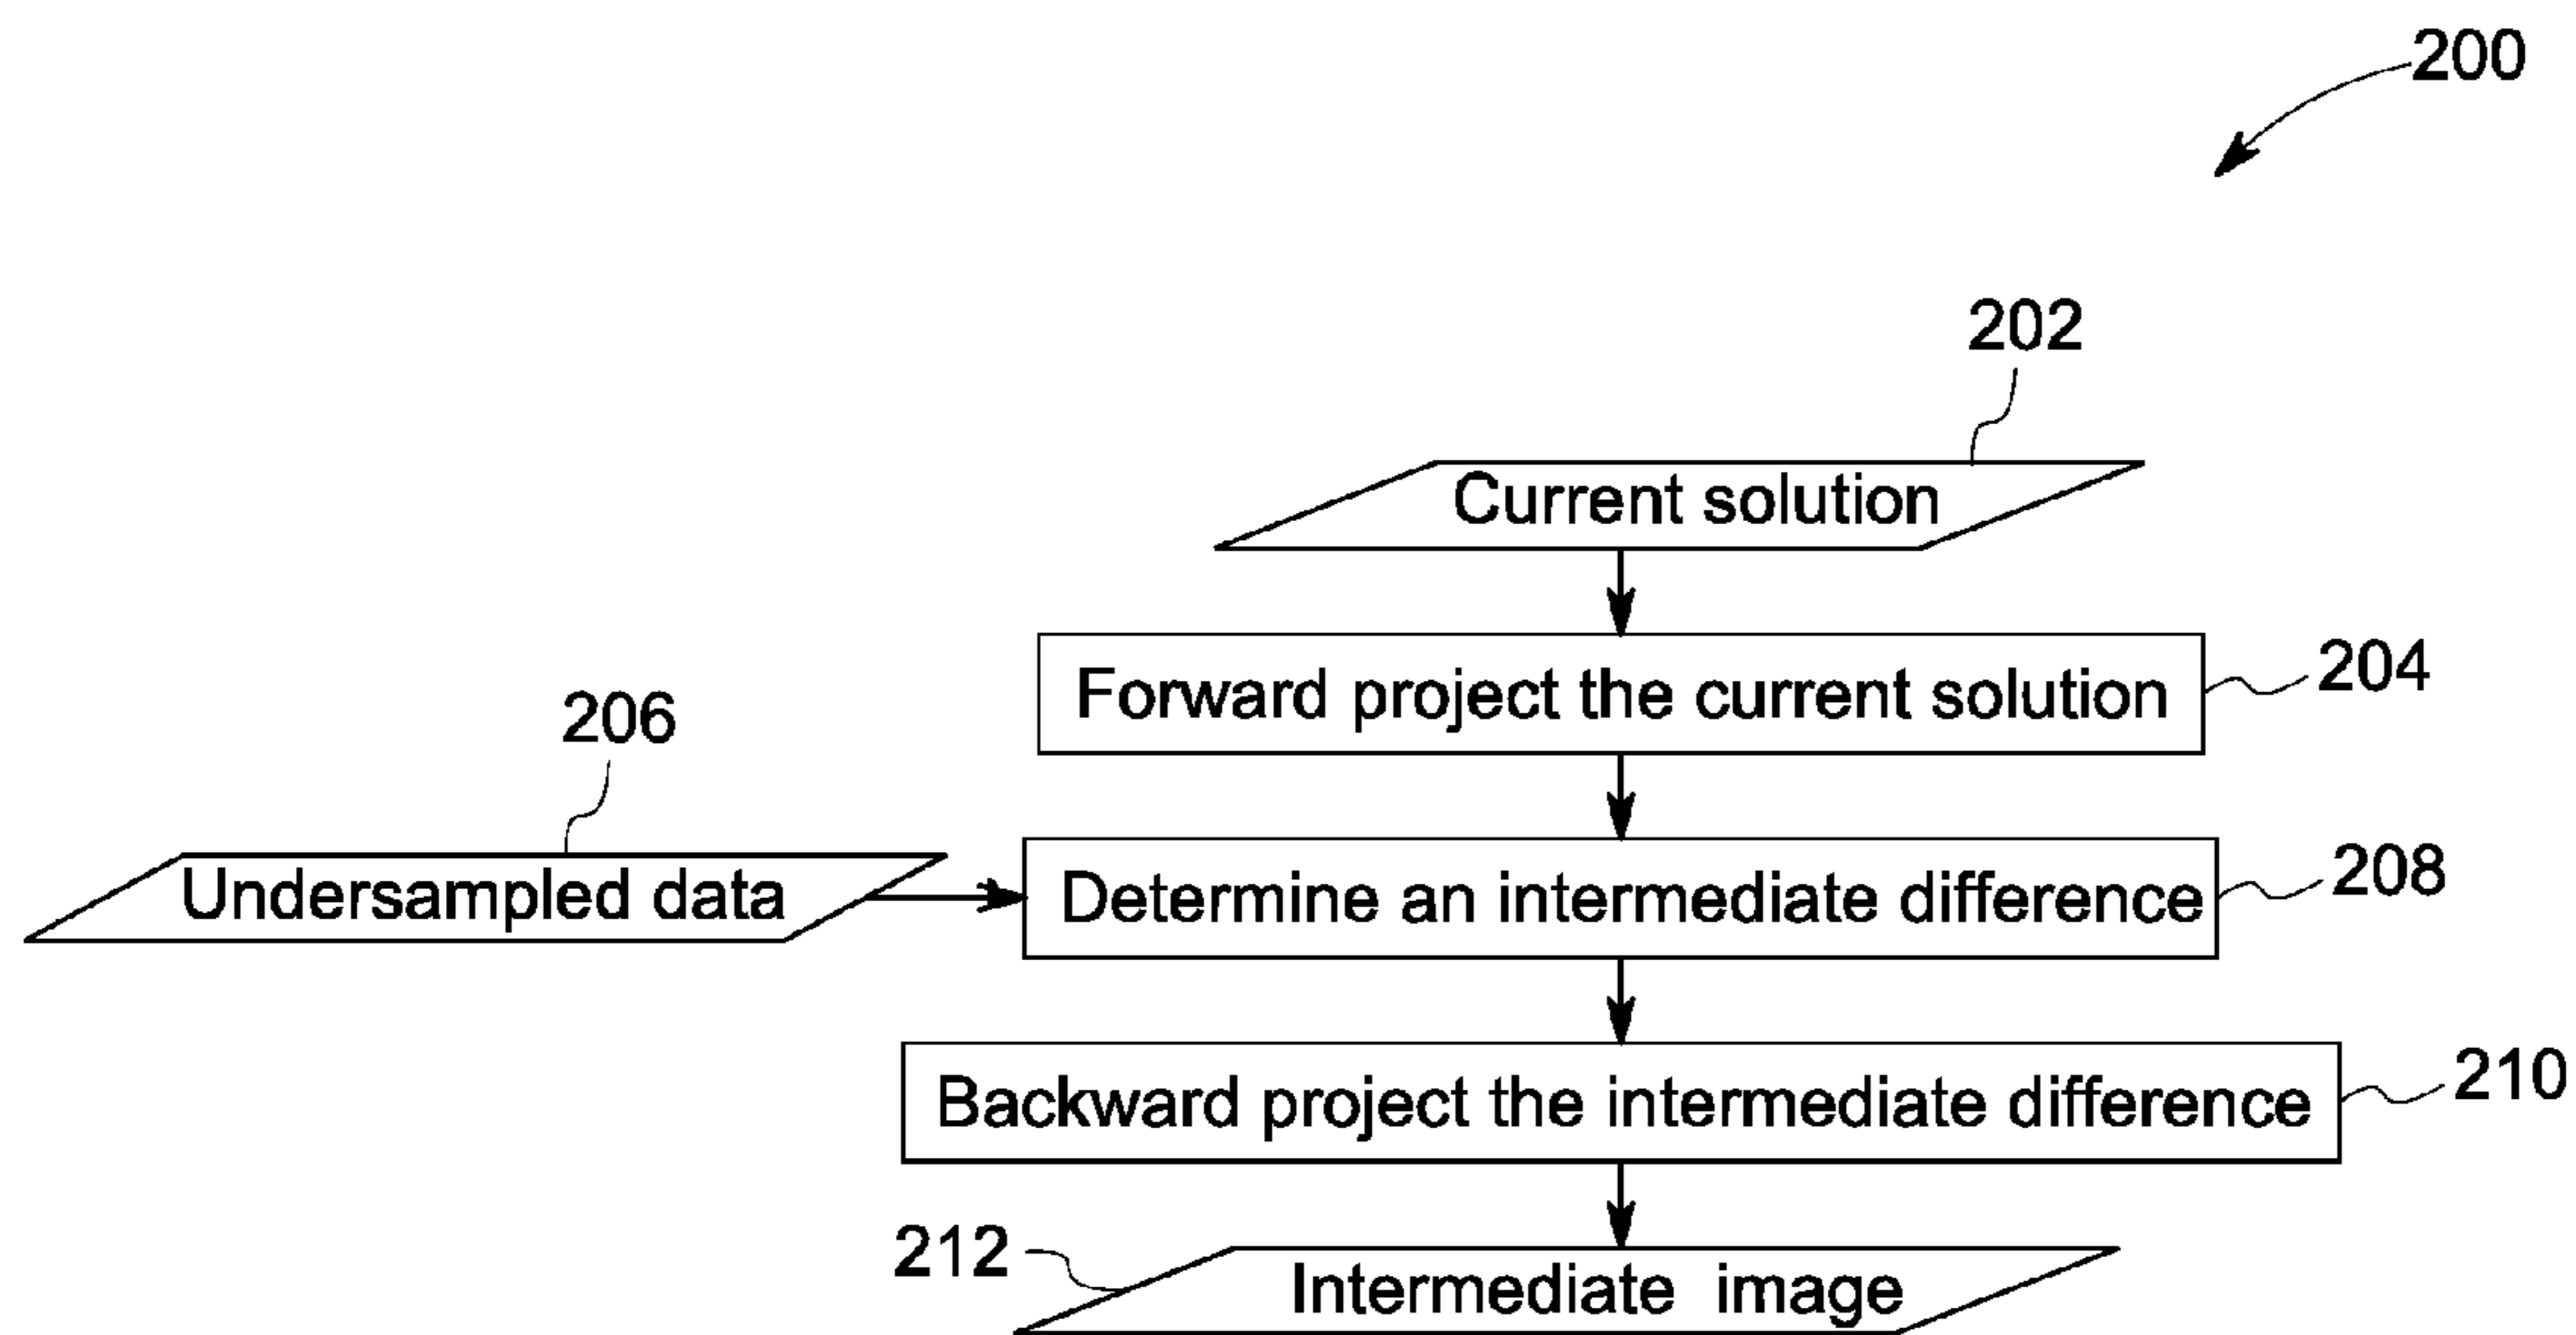 200
202
Current solution
Forward project the current solution
204
206
Undersampled data
Determine an intermediate difference
208
Backward project the intermediate difference
210
212
Intermediate image